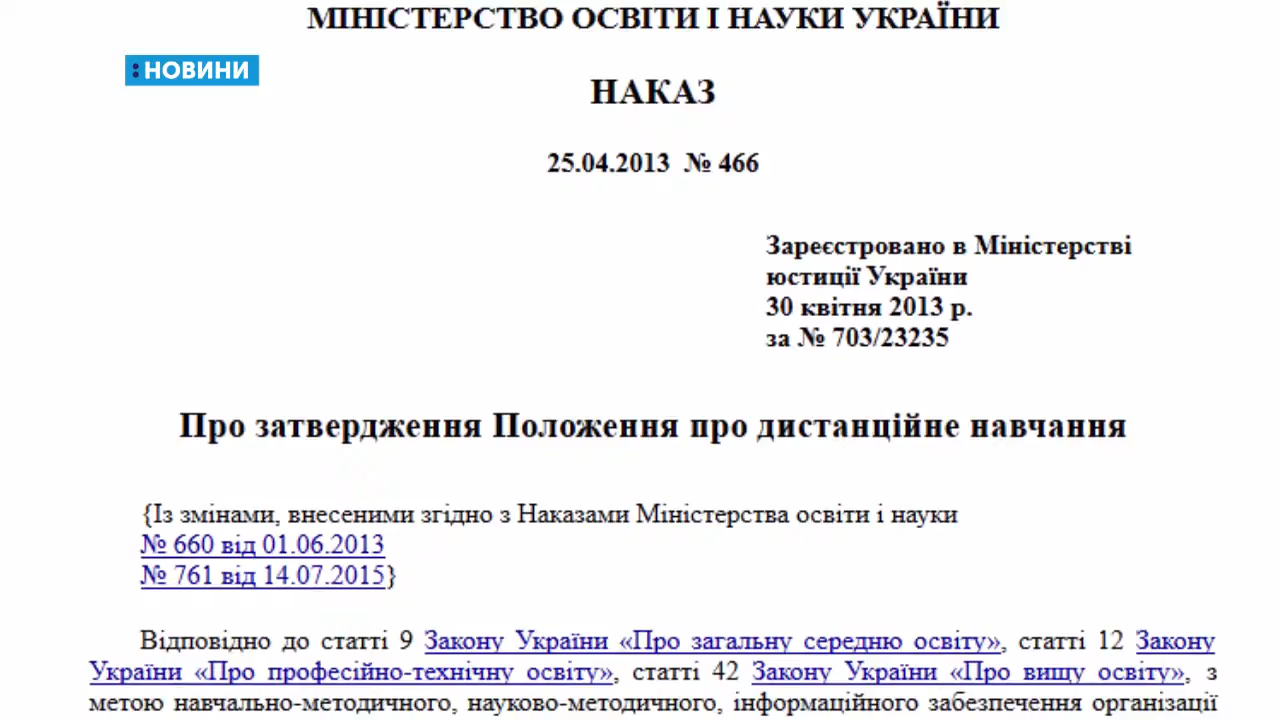 МІНІСТЕРСТВО ОСВІТИ І НАУКИ УКРАЇНИ
:НОВИНИ
НАКАЗ
25.04.2013 № 466
Зареєстровано в Міністерстві
юстиції України
30 квітня 2013 р.
за № 703/23235
Про затвердження Положення про дистанційне навчання
{Із змінами, внесеними згідно з Наказами Міністерства освіти і науки
№ 660 від 01.06.2013
№ 761 від 14.07.2015}
Відповідно до статті 9 Закону України «Про загальну середню освіту», статті 12 Закону
України «Про професійно-технічну освіту», статті 42 Закону України «Про вищу освіту», з
метою навчально-методичного, науково-методичного, інформаційного забезпечення організації